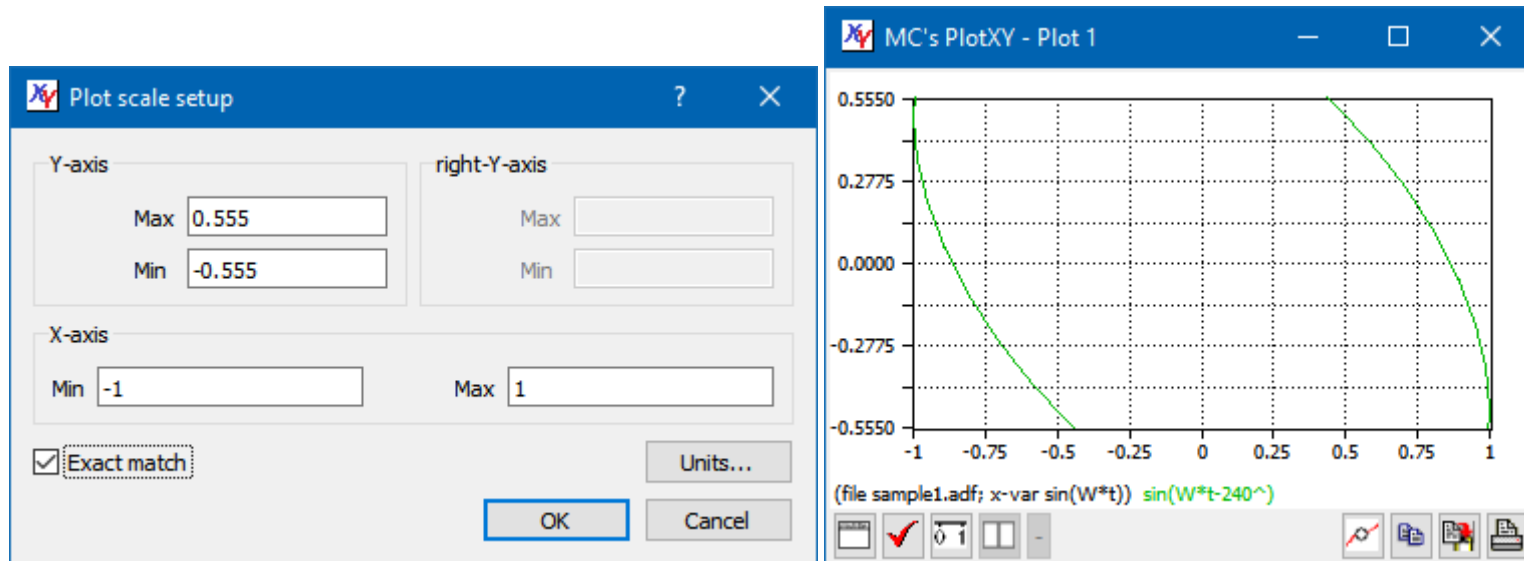 Plot scale setup
Y-axis
Max 0.555
Min -0.555
right-Y-axis
Max
Min
X-axis
Min -1 Max 1
Exact match
Units...
OK Cancel
MC's PlotXY - Plot 1
0.5550
0.2775
0.0000
-0.2775
-0.5550
-1 -0.75 -0.5 -0.25 0 0.25 0.5 0.75 1
(file sample1.adf; x-var sin(W*t)) sin(W*t-240^)
0 1